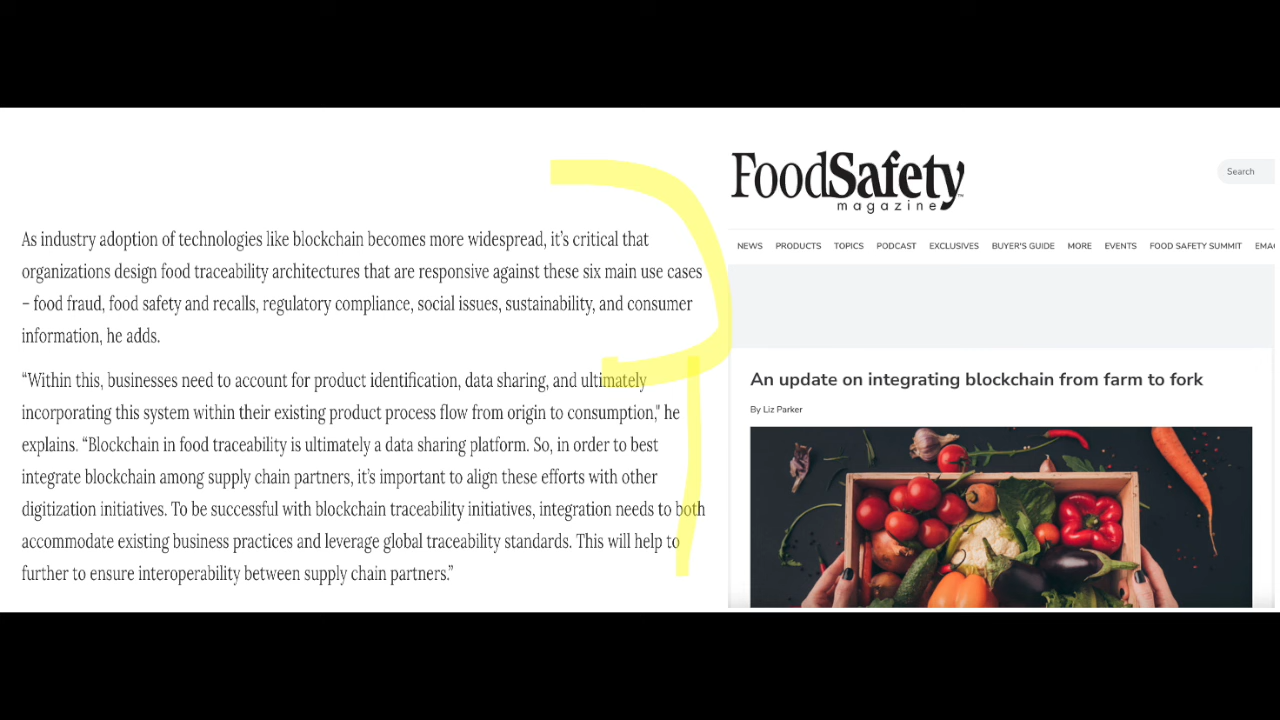 As industry adoption of technologies like blockchain becomes more widespread, it’s critical that
organizations design food traceability architectures that are responsive against these six main use cases
– food fraud, food safety and recalls, regulatory compliance, social issues, sustainability, and consumer
information, he adds.
“Within this, businesses need to account for product identification, data sharing, and ultimately
incorporating this system within their existing product process flow from origin to consumption," he
explains. “Blockchain in food traceability is ultimately a data sharing platform. So, in order to best
integrate blockchain among supply chain partners, it’s important to align these efforts with other
digitization initiatives. To be successful with blockchain traceability initiatives, integration needs to both
accommodate existing business practices and leverage global traceability standards. This will help to
further to ensure interoperability between supply chain partners.”
FoodSafety
magazine
Search
NEWS PRODUCTS TOPICS PODCAST EXCLUSIVES BUYER'S GUIDE MORE EVENTS FOOD SAFETY SUMMIT EMA
An update on integrating blockchain from farm to fork
By Liz Parker